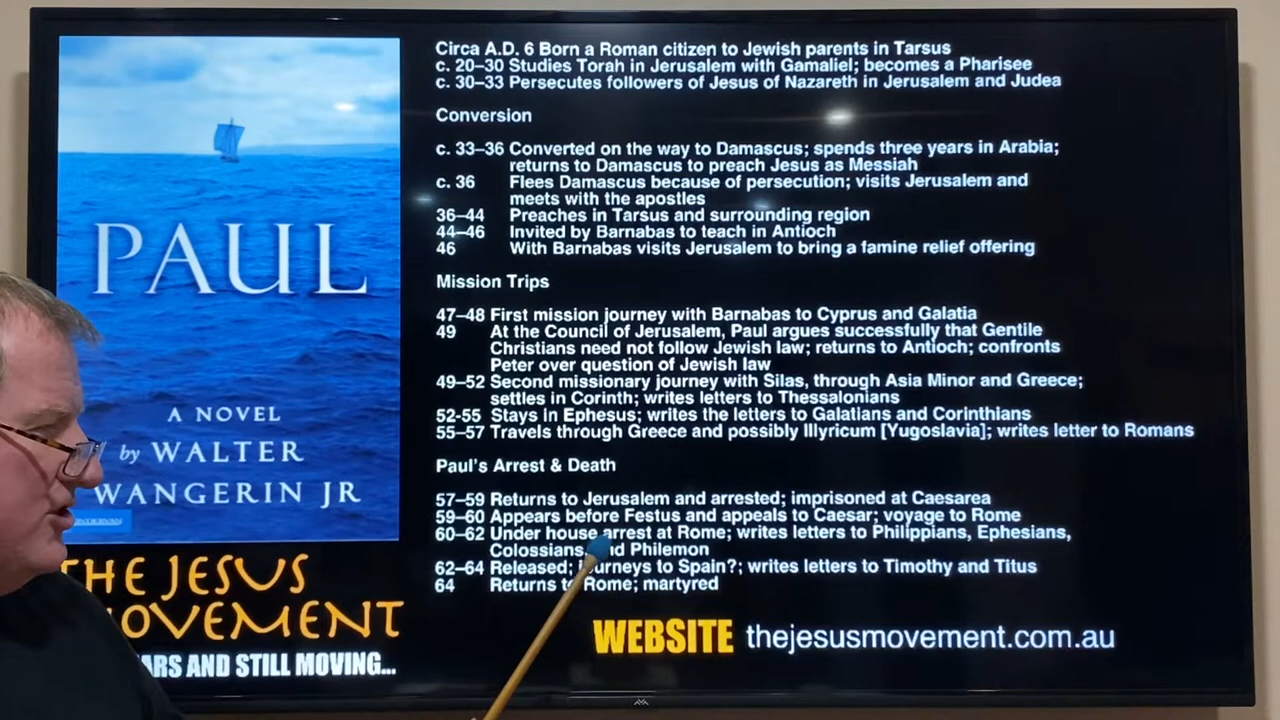 Circa A.D. 6 Born a Roman citizen to Jewish parents in Tarsus
c. 20–30 Studies Torah in Jerusalem with Gamaliel; becomes a Pharisee
c. 30–33 Persecutes followers of Jesus of Nazareth in Jerusalem and Judea
Conversion
c. 33–36 Converted on the way to Damascus; spends three years in Arabia;
returns to Damascus to preach Jesus as Messiah
c. 36 Flees Damascus because of persecution; visits Jerusalem and
meets with the apostles
36–44 Preaches in Tarsus and surrounding region
44–46 Invited by Barnabas to teach in Antioch
46 With Barnabas visits Jerusalem to bring a famine relief offering
Mission Trips
47–48 First mission journey with Barnabas to Cyprus and Galatia
49 At the Council of Jerusalem, Paul argues successfully that Gentile
Christians need not follow Jewish law; returns to Antioch; confronts
Peter over question of Jewish law
49–52 Second missionary journey with Silas, through Asia Minor and Greece;
settles in Corinth; writes letters to Thessalonians
52-55 Stays in Ephesus; writes the letters to Galatians and Corinthians
55–57 Travels through Greece and possibly Illyricum [Yugoslavia]; writes letter to Romans
Paul's Arrest & Death
57–59 Returns to Jerusalem and arrested; imprisoned at Caesarea
59–60 Appears before Festus and appeals to Caesar; voyage to Rome
60–62 Under house arrest at Rome; writes letters to Philippians, Ephesians,
Colossians, and Philemon
62–64 Released; journeys to Spain?; writes letters to Timothy and Titus
64 Returns to Rome; martyred
WEBSITE thejesusmovement.com.au
PAUL
A NOVEL
by WALTER
WANGERIN JR
THE JESUS
MOVEMENT
ARS AND STILL MOVING...